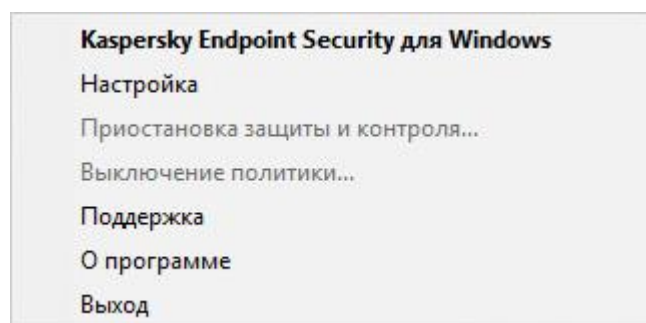 Kaspersky Endpoint Security для Windows
Настройка
Приостановка защиты и контроля...
Выключение политики...
Поддержка
О программе
Выход